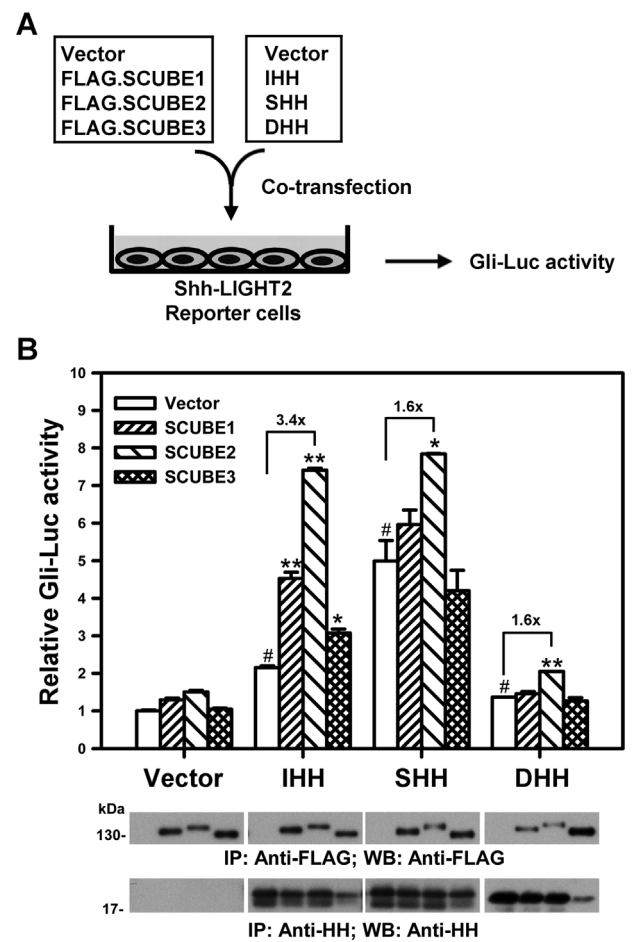 A
Vector
FLAG.SCUBE1
FLAG.SCUBE2
FLAG.SCUBE3
Vector
IHH
SHH
DHH
Co-transfection
Shh-LIGHT2
Reporter cells
Gli-Luc activity
B
Relative Gli-Luc activity
10
9
8
7
6
5
4
3
2
1
0
Vector
SCUBE1
SCUBE2
SCUBE3
3.4x
# ** ** *
1.6x
# *
1.6x
# **
Vector IHH SHH DHH
kDa
130-
IP: Anti-FLAG; WB: Anti-FLAG
17-
IP: Anti-HH; WB: Anti-HH